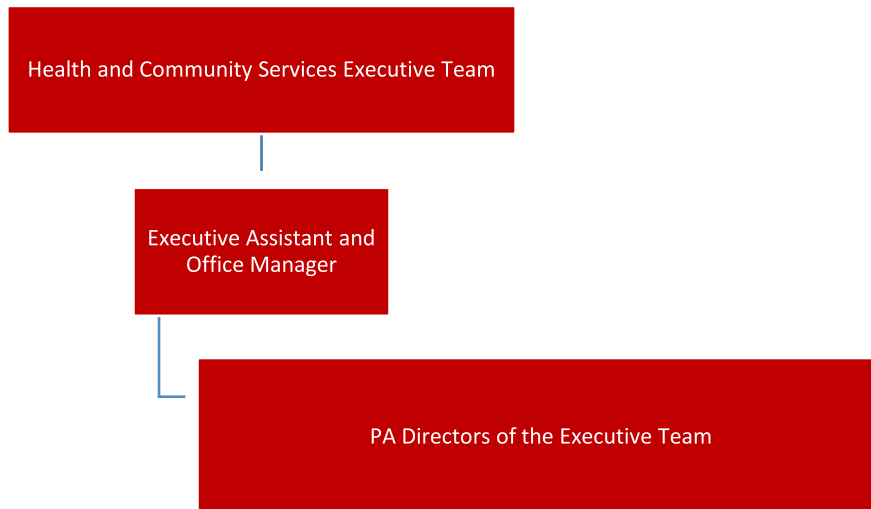 Health and Community Services Executive Team
Executive Assistant and
Office Manager
PA Directors of the Executive Team